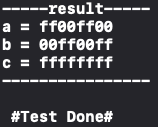 -----result-----
a = ff00ff00
b = 00ff00ff
c = ffffffff
----------------
#Test Done#